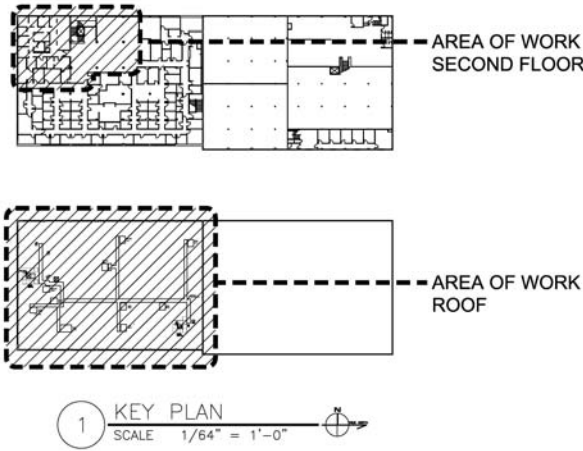 AREA OF WORK
SECOND FLOOR
AREA OF WORK
ROOF
1 KEY PLAN N
SCALE 1/64" = 1'-0"